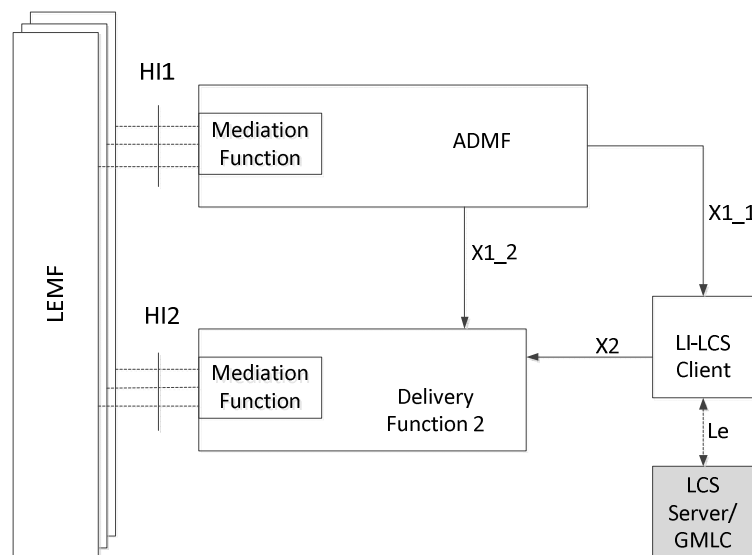 HI1
Mediation
Function
ADMF
X1_1
X1_2
LEMF
HI2
Mediation
Function
Delivery
Function 2
X2
LI-LCS
Client
Le
LCS
Server/
GMLC